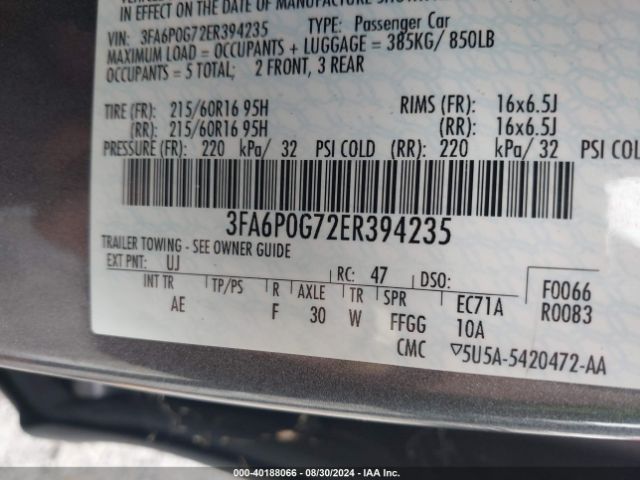 IN EFFECT ON THE DATE OF MANUFACTURE SHOWN
VIN: 3FA6P0G72ER394235 TYPE: Passenger Car
MAXIMUM LOAD = OCCUPANTS + LUGGAGE = 385KG/ 850LB
OCCUPANTS = 5 TOTAL; 2 FRONT, 3 REAR
TIRE (FR): 215/60R16 95H RIMS (FR): 16x6.5J
(RR): 215/60R16 95H (RR): 16x6.5J
PRESSURE (FR): 220 kPa/ 32 PSI COLD (RR): 220 kPa/ 32 PSI COL
3FA6P0G72ER394235
TRAILER TOWING - SEE OWNER GUIDE
EXT PNT: UJ RC: 47 DSO: F0066
INT TR TP/PS R AXLE TR SPR EC71A R0083
AE F 30 W FFGG 10A
CMC ▽5U5A-5420472-AA
000-40188066 - 08/30/2024 - IAA Inc.